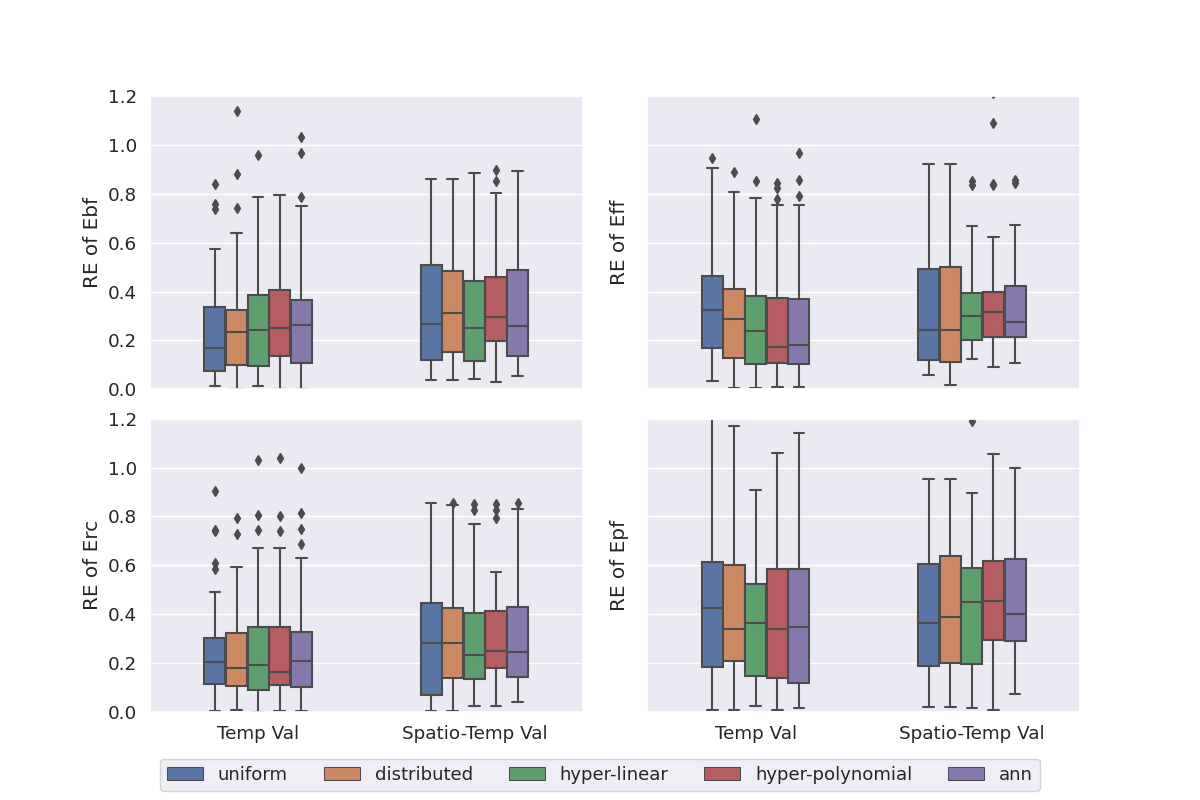 1.2
1.0
0.8
0.6
0.4
0.2
0.0
RE of Ebf
RE of Eff
1.2
1.0
0.8
0.6
0.4
0.2
0.0
RE of Erc
RE of Epf
Temp Val Spatio-Temp Val
Temp Val Spatio-Temp Val
uniform distributed hyper-linear hyper-polynomial ann